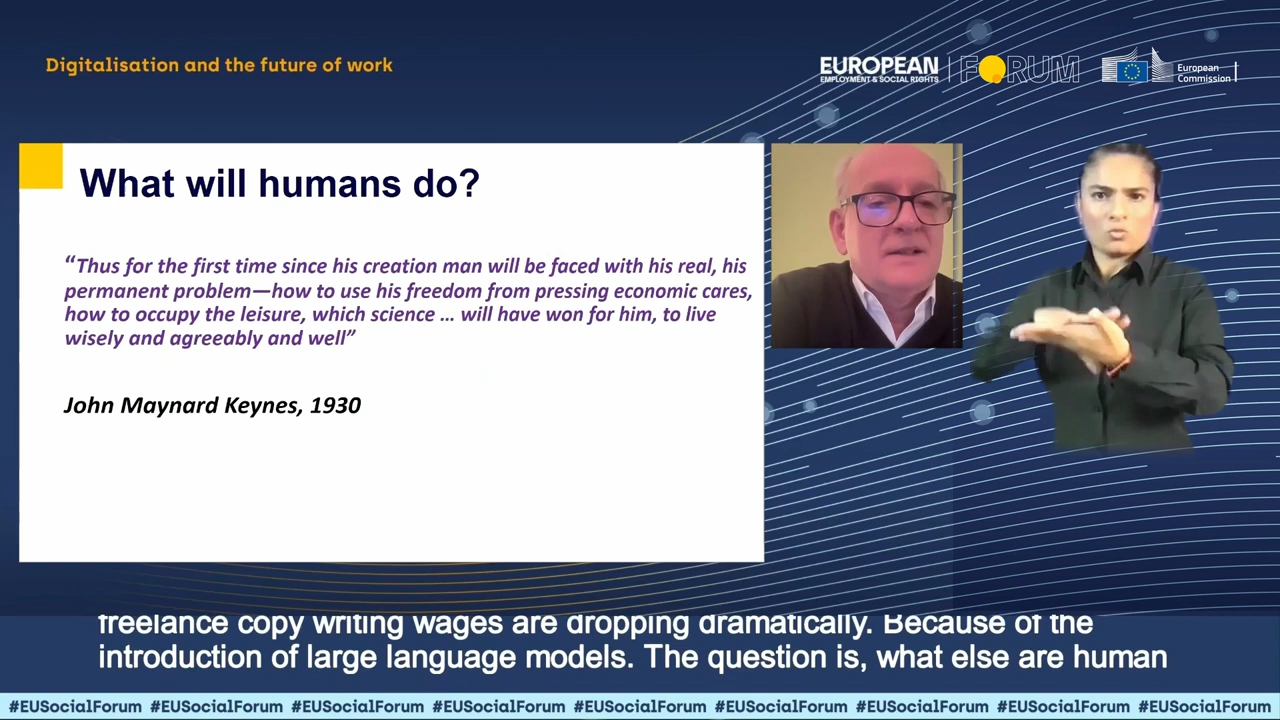 Digitalisation and the future of work
EUROPEAN
EMPLOYMENT & SOCIAL RIGHTS
FORUM
European
Commission
What will humans do?
“Thus for the first time since his creation man will be faced with his real, his
permanent problem—how to use his freedom from pressing economic cares,
how to occupy the leisure, which science ... will have won for him, to live
wisely and agreeably and well”
John Maynard Keynes, 1930
freelance copy writing wages are dropping dramatically. Because of the
introduction of large language models. The question is, what else are human
#EUSocialForum #EUSocialForum #EUSocialForum #EUSocialForum #EUSocialForum #EUSocialForum #EUSocialForum #EUSocialForum #EUSocialForum